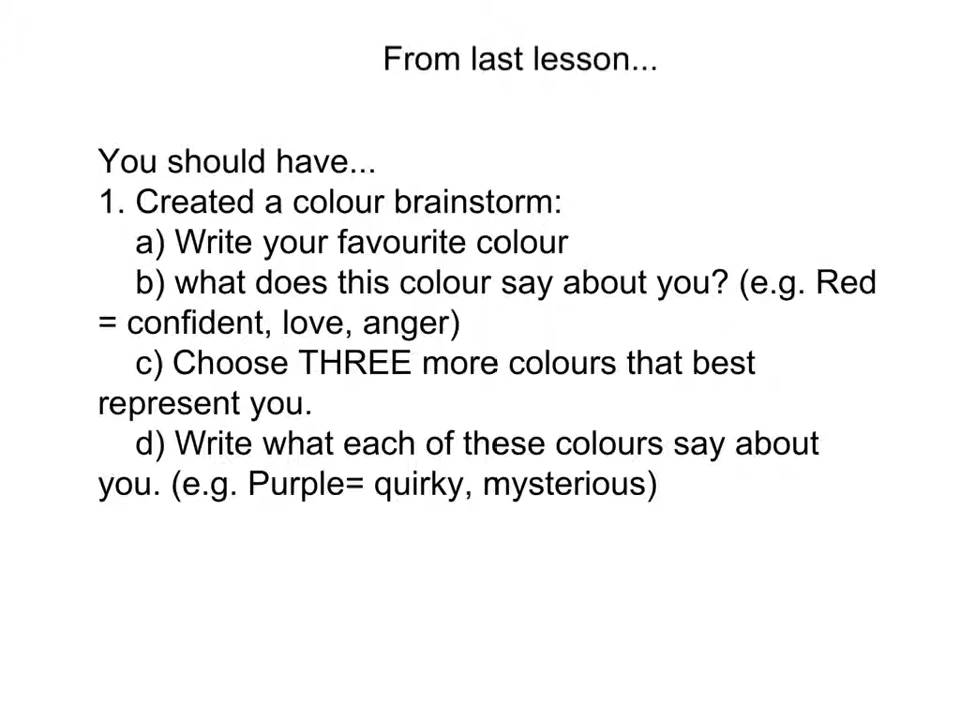 From last lesson...
You should have...
1. Created a colour brainstorm:
a) Write your favourite colour
b) what does this colour say about you? (e.g. Red
= confident, love, anger)
c) Choose THREE more colours that best
represent you.
d) Write what each of these colours say about
you. (e.g. Purple= quirky, mysterious)